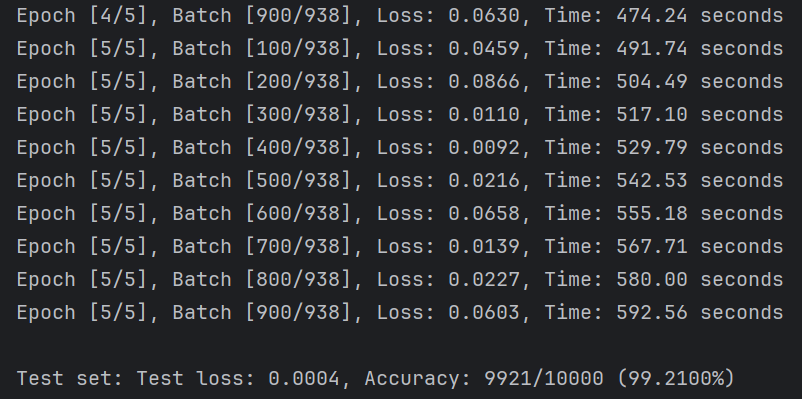 Epoch [4/5], Batch [900/938], Loss: 0.0630, Time: 474.24 seconds
Epoch [5/5], Batch [100/938], Loss: 0.0459, Time: 491.74 seconds
Epoch [5/5], Batch [200/938], Loss: 0.0866, Time: 504.49 seconds
Epoch [5/5], Batch [300/938], Loss: 0.0110, Time: 517.10 seconds
Epoch [5/5], Batch [400/938], Loss: 0.0092, Time: 529.79 seconds
Epoch [5/5], Batch [500/938], Loss: 0.0216, Time: 542.53 seconds
Epoch [5/5], Batch [600/938], Loss: 0.0658, Time: 555.18 seconds
Epoch [5/5], Batch [700/938], Loss: 0.0139, Time: 567.71 seconds
Epoch [5/5], Batch [800/938], Loss: 0.0227, Time: 580.00 seconds
Epoch [5/5], Batch [900/938], Loss: 0.0603, Time: 592.56 seconds
Test set: Test loss: 0.0004, Accuracy: 9921/10000 (99.2100%)